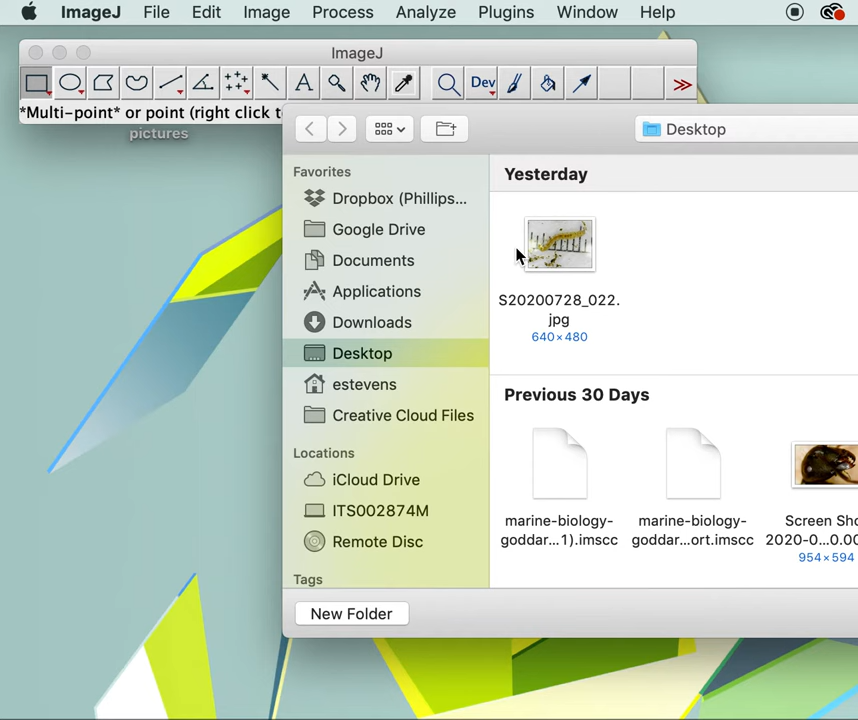 ImageJ File Edit Image Process Analyze Plugins Window Help
ImageJ
Dev
*Multi-point* or point (right click t
pictures
Desktop
Favorites
Dropbox (Phillips...
Google Drive
Documents
Applications
Downloads
Desktop
estevens
Creative Cloud Files
Locations
iCloud Drive
ITS002874M
Remote Disc
Tags
Yesterday
S20200728_022.
jpg
640×480
Previous 30 Days
marine-biology-
goddar...1).imscc
marine-biology-
goddar...ort.imscc
Screen Sho
2020-0...0.00
954×594
New Folder